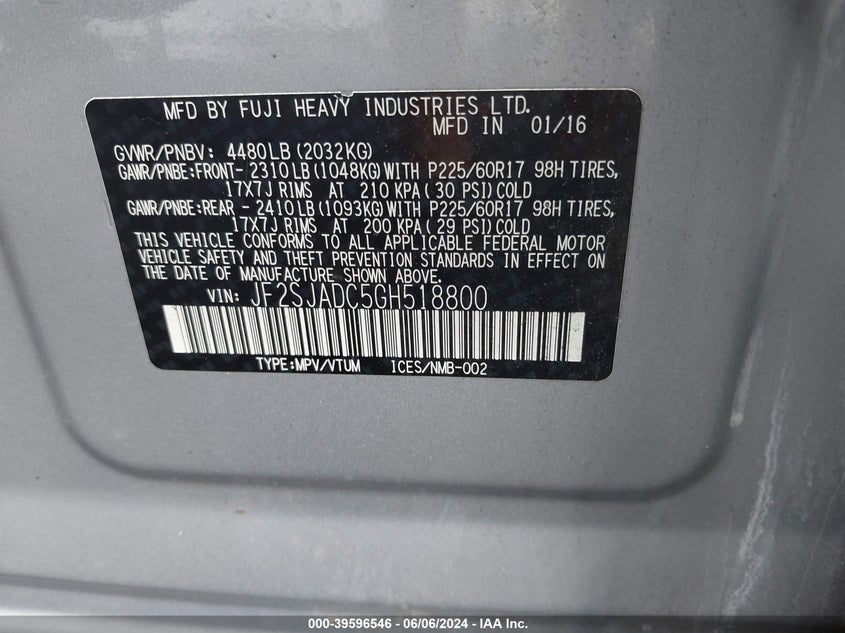 MFD BY FUJI HEAVY INDUSTRIES LTD.
MFD IN 01/16
GVWR/PNBV: 4480LB(2032KG)
GAWR/PNBE:FRONT- 2310LB(1048KG)WITH P225/60R17 98H TIRES,
17X7J RIMS AT 210 KPA( 30 PSI)COLD
GAWR/PNBE:REAR - 2410LB(1093KG)WITH P225/60R17 98H TIRES,
17X7J RIMS AT 200 KPA( 29 PSI)COLD
THIS VEHICLE CONFORMS TO ALL APPLICABLE FEDERAL MOTOR
VEHICLE SAFETY AND THEFT PREVENTION STANDARDS IN EFFECT ON
THE DATE OF MANUFACTURE SHOWN ABOVE.
VIN: JF2SJADC5GH518800
TYPE:MPV/VTUM ICES/NMB-002
000-39596546 - 06/06/2024 - IAA Inc.